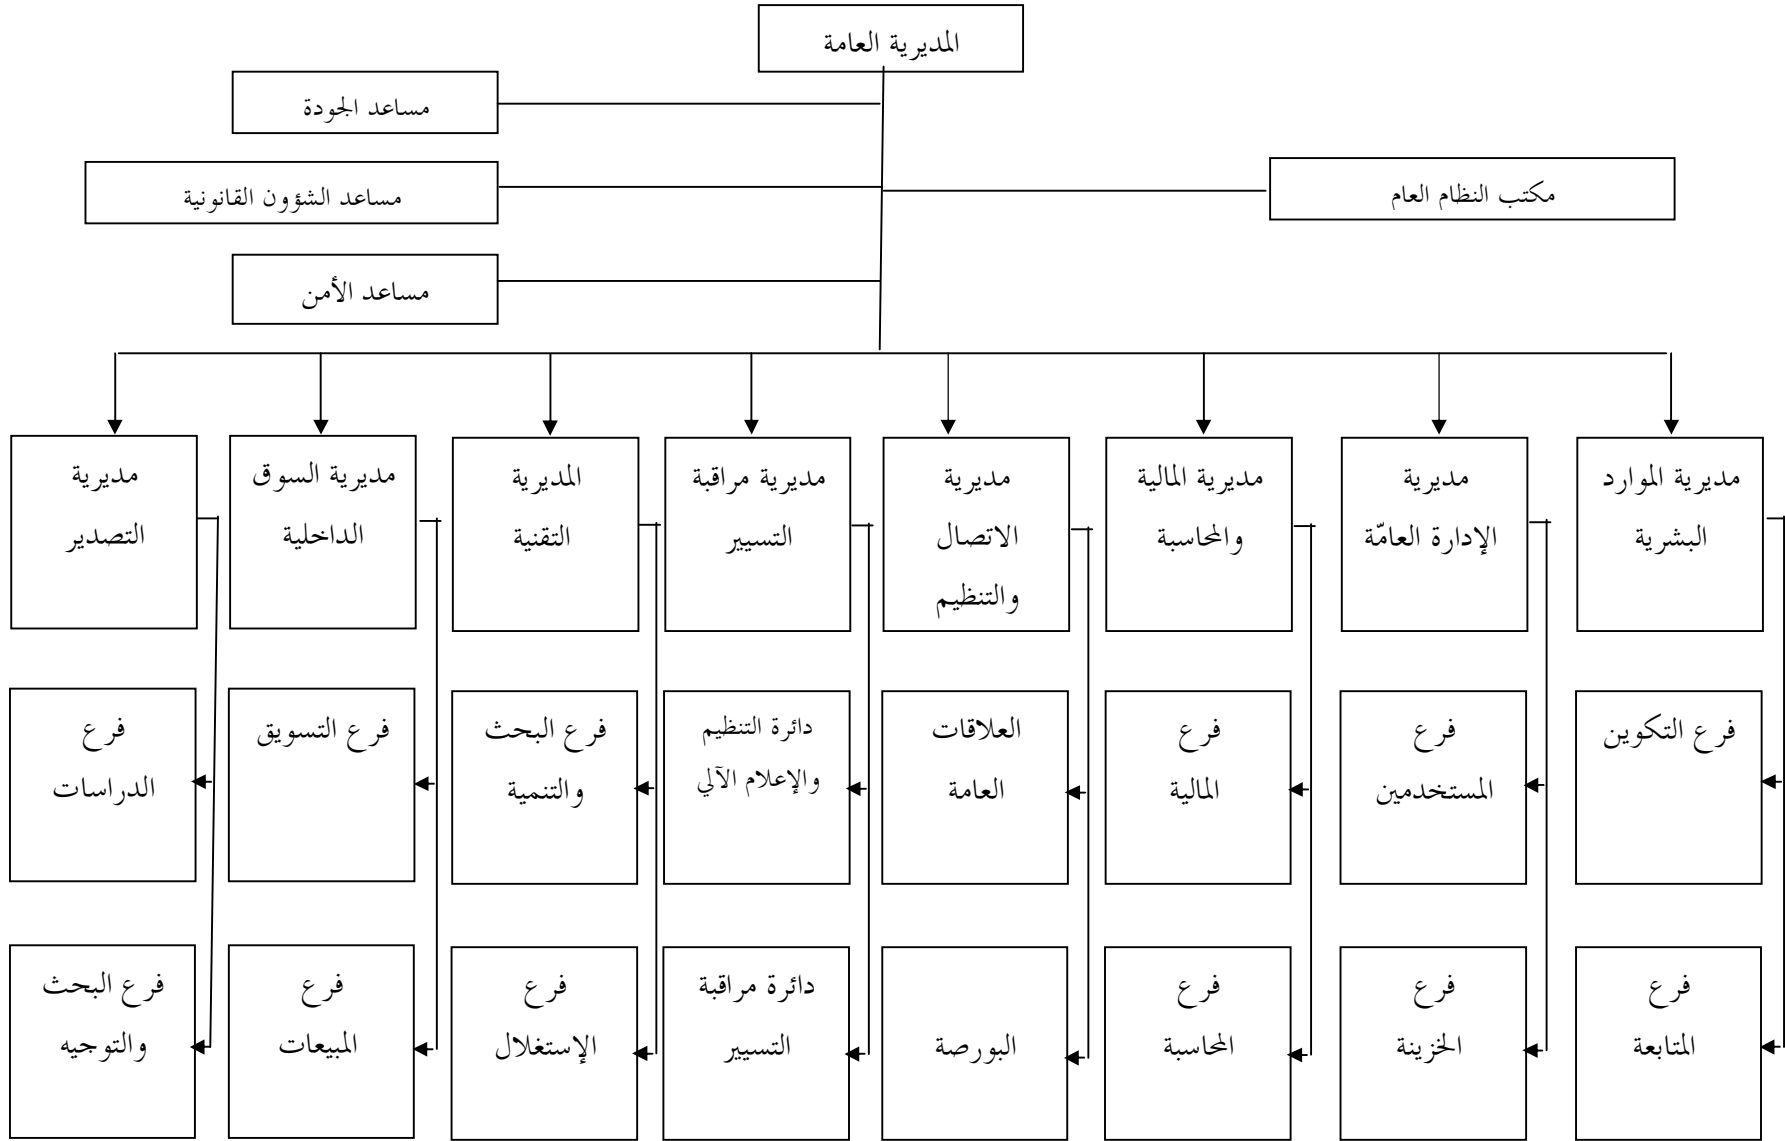 المديرية العامة
مساعد الجودة
مكتب النظام العام
مساعد الشؤون القانونية
مساعد الأمن
مديرية الموارد
البشرية
مديرية
الإدارة العامّة
مديرية المالية
والمحاسبة
مديرية
الاتصال
والتنظيم
مديرية مراقبة
التسيير
المديرية
التقنية
مديرية السوق
الداخلية
مديرية
التصدير
فرع التكوين
فرع
المستخدمين
فرع
المالية
العلاقات
العامة
دائرة التنظيم
والإعلام الآلي
فرع البحث
والتنمية
فرع التسويق
فرع
الدراسات
فرع
المتابعة
فرع
الخزينة
فرع
المحاسبة
البورصة
دائرة مراقبة
التسيير
فرع
الإستغلال
فرع
المبيعات
فرع البحث
والتوجيه